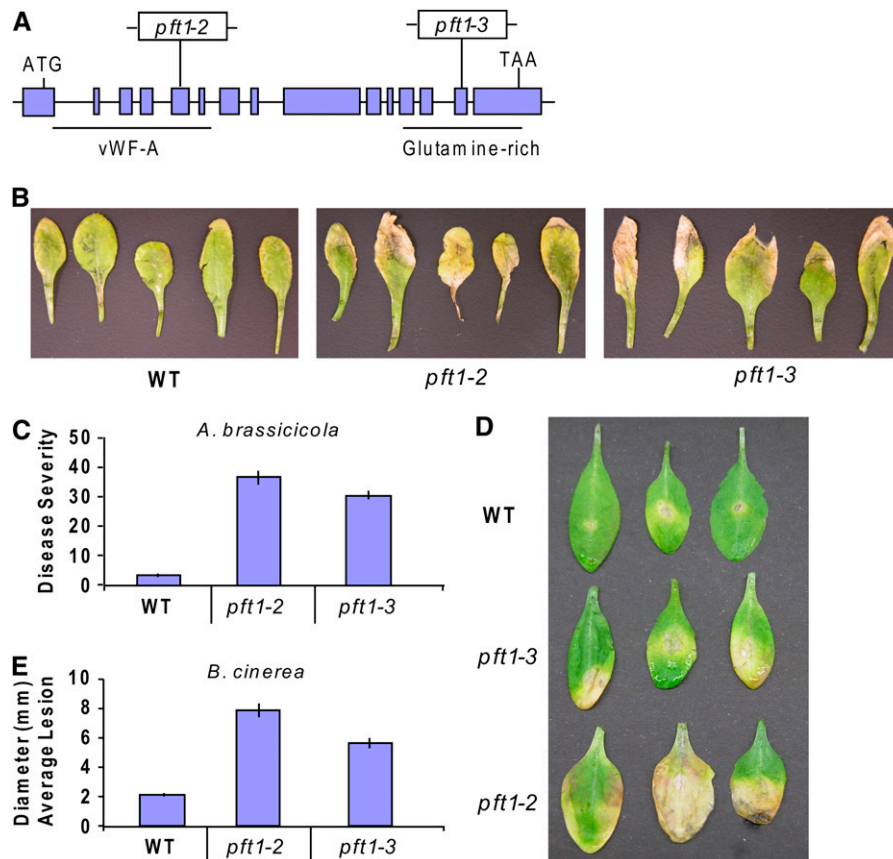 A
pft1-2
pft1-3
ATG
TAA
vWF-A
Glutamine-rich
B
WT
pft1-2
pft1-3
C
A. brassicicola
Disease Severity
50
40
30
20
10
0
WT
pft1-2
pft1-3
D
WT
pft1-3
pft1-2
E
B. cinerea
Diameter (mm)
Average Lesion
8
6
4
2
0
WT
pft1-2
pft1-3